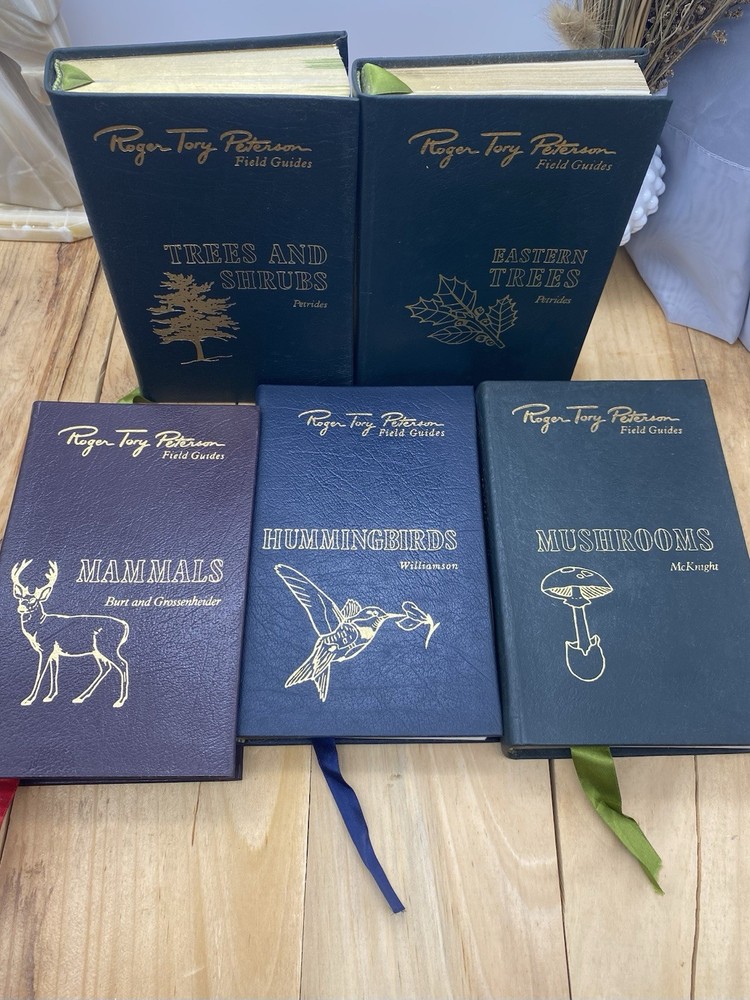 Roger Tory Peterson
Field Guides
TREES AND
SHRUBS
Petrides
Roger Tory Peterson
Field Guides
EASTERN
TREES
Petrides
Roger Tory Peterson
Field Guides
MAMMALS
Burt and Grossenheider
Roger Tory Peterson
Field Guides
HUMMINGBIRDS
Williamson
Roger Tory Peterson
Field Guides
MUSHROOMS
McKnight